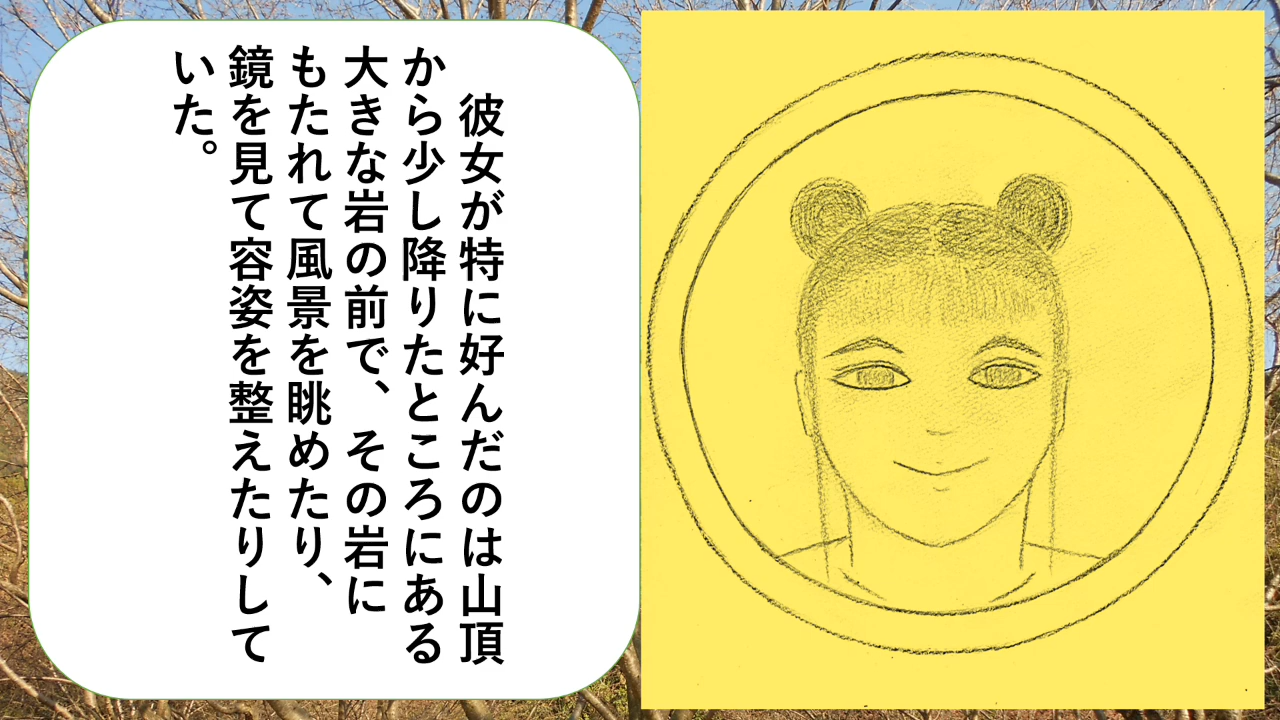 彼女が特に好んだのは山頂
から少し降りたところにある
大きな岩の前で、その岩に
もたれて風景を眺めたり、
鏡を見て容姿を整えたりして
いた。